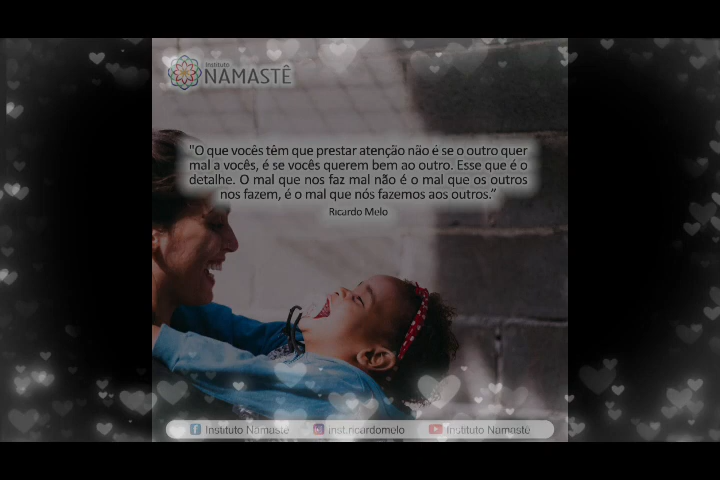 Instituto
NAMASTÊ
"O que vocês têm que prestar atenção não é se o outro quer
mal a vocês, é se vocês querem bem ao outro. Esse que é o
detalhe. O mal que nos faz mal não é o mal que os outros
nos fazem, é o mal que nós fazemos aos outros."
Ricardo Melo
Instituto Namastê inst.ricardomelo Instituto Namastê